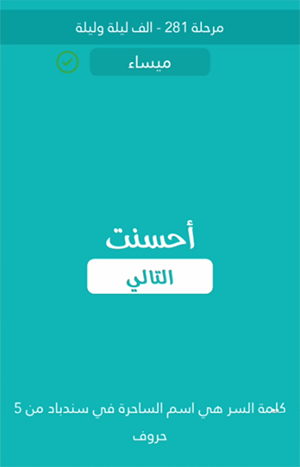 مرحلة 281 - الف ليلة وليلة
ميساء
أحسنت
التالي
كلمة السر هي اسم الساحرة في سندباد من 5
حروف